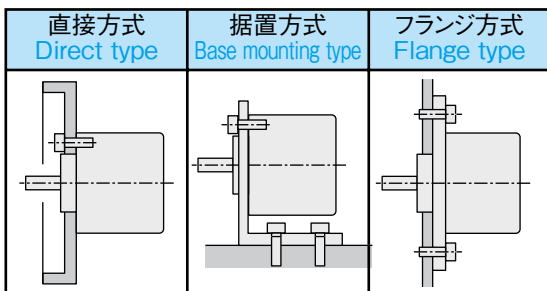 直接方式
Direct type
据置方式
Base mounting type
フランジ方式
Flange type